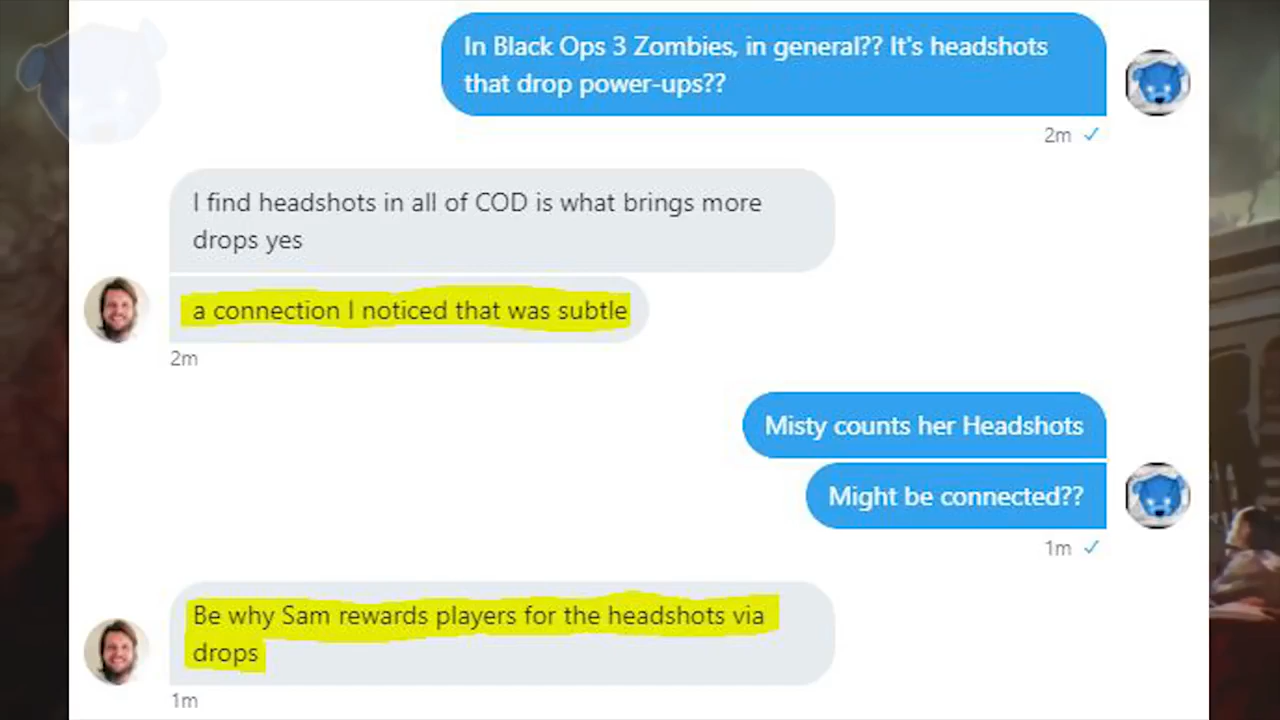 In Black Ops 3 Zombies, in general?? It's headshots
that drop power-ups??
2m ✓
I find headshots in all of COD is what brings more
drops yes
a connection I noticed that was subtle
2m
Misty counts her Headshots
Might be connected??
1m ✓
Be why Sam rewards players for the headshots via
drops
1m